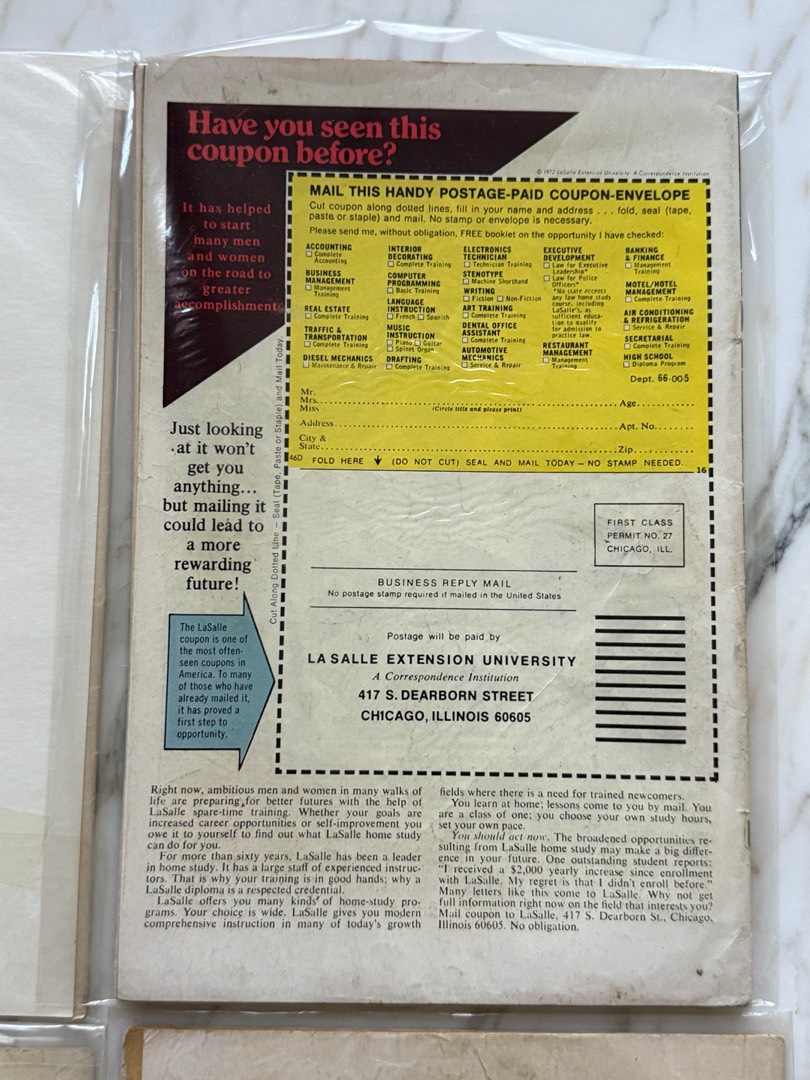 Have you seen this
coupon before?
© 1972 LaSalle Extension University A Correspondence Institution
It has helped
to start
many men
and women
on the road to
greater
accomplishment
MAIL THIS HANDY POSTAGE-PAID COUPON-ENVELOPE
Cut coupon along dotted lines, fill in your name and address . . . fold, seal (tape,
paste or staple) and mail. No stamp or envelope is necessary.
Please send me, without obligation, FREE booklet on the opportunity I have checked:
ACCOUNTING
☐ Complete
Accounting
BUSINESS
MANAGEMENT
☐ Management
Training
REAL ESTATE
☐ Complete Training
TRAFFIC &
TRANSPORTATION
☐ Complete Training
DIESEL MECHANICS
☐ Maintenance & Repair
INTERIOR
DECORATING
☐ Complete Training
COMPUTER
PROGRAMMING
☐ Basic Training
LANGUAGE
INSTRUCTION
☐ French ☐ Spanish
MUSIC
INSTRUCTION
☐ Piano ☐ Guitar
☐ Spinet Organ
DRAFTING
☐ Complete Training
ELECTRONICS
TECHNICIAN
☐ Technician Training
STENOTYPE
☐ Machine Shorthand
WRITING
☐ Fiction ☐ Non-Fiction
ART TRAINING
☐ Complete Training
DENTAL OFFICE
ASSISTANT
☐ Complete Training
AUTOMOTIVE
MECHANICS
☐ Service & Repair
EXECUTIVE
DEVELOPMENT
☐ Law for Executive
Leadership*
☐ Law for Police
Officers*
*No state accepts
any law home study
course, including
LaSalle's, as
sufficient educa-
tion to qualify
for admission to
practice law.
RESTAURANT
MANAGEMENT
☐ Management
Training
BANKING
& FINANCE
☐ Management
Training
MOTEL/HOTEL
MANAGEMENT
☐ Complete Training
AIR CONDITIONING
& REFRIGERATION
☐ Service & Repair
SECRETARIAL
☐ Complete Training
HIGH SCHOOL
☐ Diploma Program
Dept. 66-005
Mr.
Mrs. Age
Miss (Circle title and please print)
Address Apt. No.
City &
State Zip
46D FOLD HERE ↓ (DO NOT CUT) SEAL AND MAIL TODAY – NO STAMP NEEDED. 16
Cut Along Dotted Line — Seal (Tape, Paste or Staple) and Mail Today.
Just looking
at it won't
get you
anything...
but mailing it
could lead to
a more
rewarding
future!
FIRST CLASS
PERMIT NO. 27
CHICAGO, ILL.
BUSINESS REPLY MAIL
No postage stamp required if mailed in the United States
Postage will be paid by
LA SALLE EXTENSION UNIVERSITY
A Correspondence Institution
417 S. DEARBORN STREET
CHICAGO, ILLINOIS 60605
The LaSalle
coupon is one of
the most often-
seen coupons in
America. To many
of those who have
already mailed it,
it has proved a
first step to
opportunity.
Right now, ambitious men and women in many walks of
life are preparing for better futures with the help of
LaSalle spare-time training. Whether your goals are
increased career opportunities or self-improvement you
owe it to yourself to find out what LaSalle home study
can do for you.
For more than sixty years, LaSalle has been a leader
in home study. It has a large staff of experienced instruc-
tors. That is why your training is in good hands; why a
LaSalle diploma is a respected credential.
LaSalle offers you many kinds of home-study pro-
grams. Your choice is wide. LaSalle gives you modern
comprehensive instruction in many of today's growth
fields where there is a need for trained newcomers.
You learn at home; lessons come to you by mail. You
are a class of one; you choose your own study hours,
set your own pace.
You should act now. The broadened opportunities re-
sulting from LaSalle home study may make a big differ-
ence in your future. One outstanding student reports:
"I received a $2,000 yearly increase since enrollment
with LaSalle. My regret is that I didn't enroll before."
Many letters like this come to LaSalle. Why not get
full information right now on the field that interests you?
Mail coupon to LaSalle, 417 S. Dearborn St., Chicago,
Illinois 60605. No obligation.